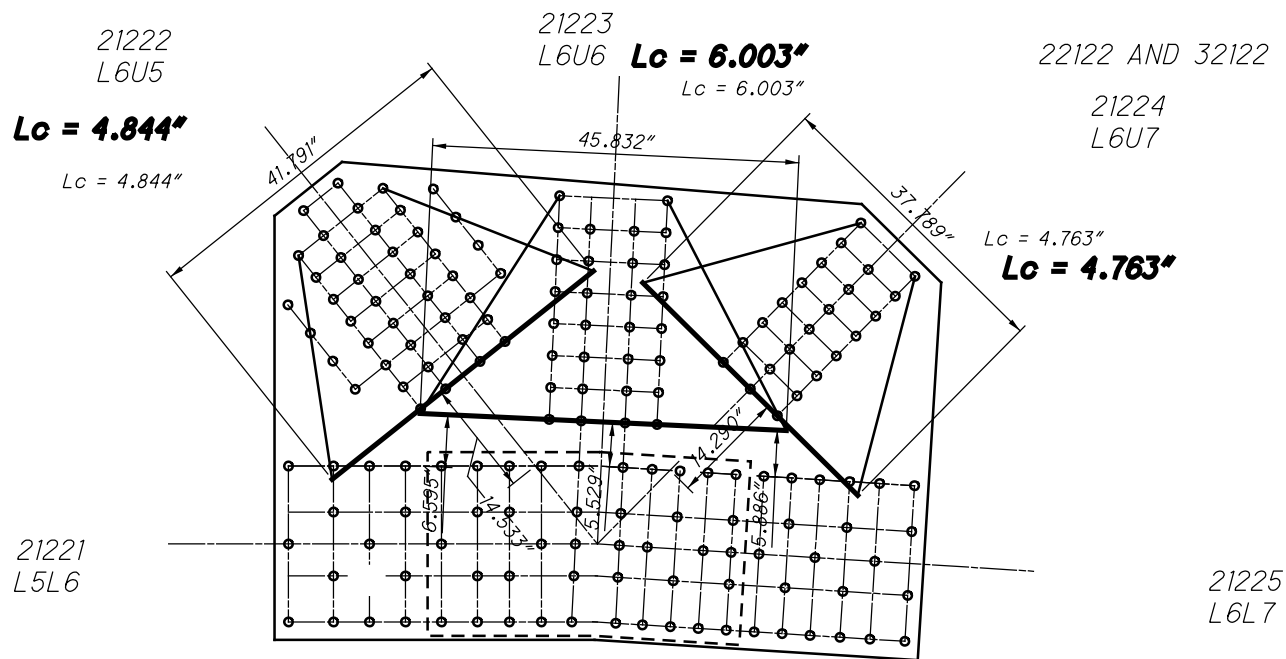 21222
L6U5
21223
L6U6
Lc = 6.003"
Lc = 6.003"
22122 AND 32122
21224
L6U7
Lc = 4.844"
Lc = 4.844"
41.791"
45.832"
37.789"
Lc = 4.763"
Lc = 4.763"
6.595"
14.533"
5.529"
14.290"
5.886"
21221
L5L6
21225
L6L7